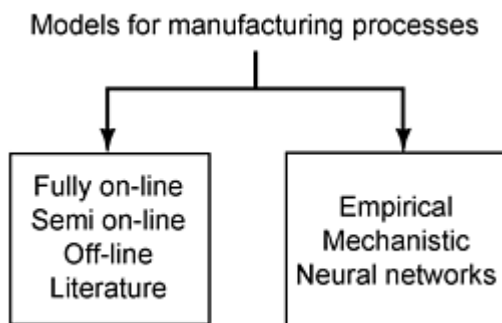 Models for manufacturing processes
Fully on-line
Semi on-line
Off-line
Literature
Empirical
Mechanistic
Neural networks